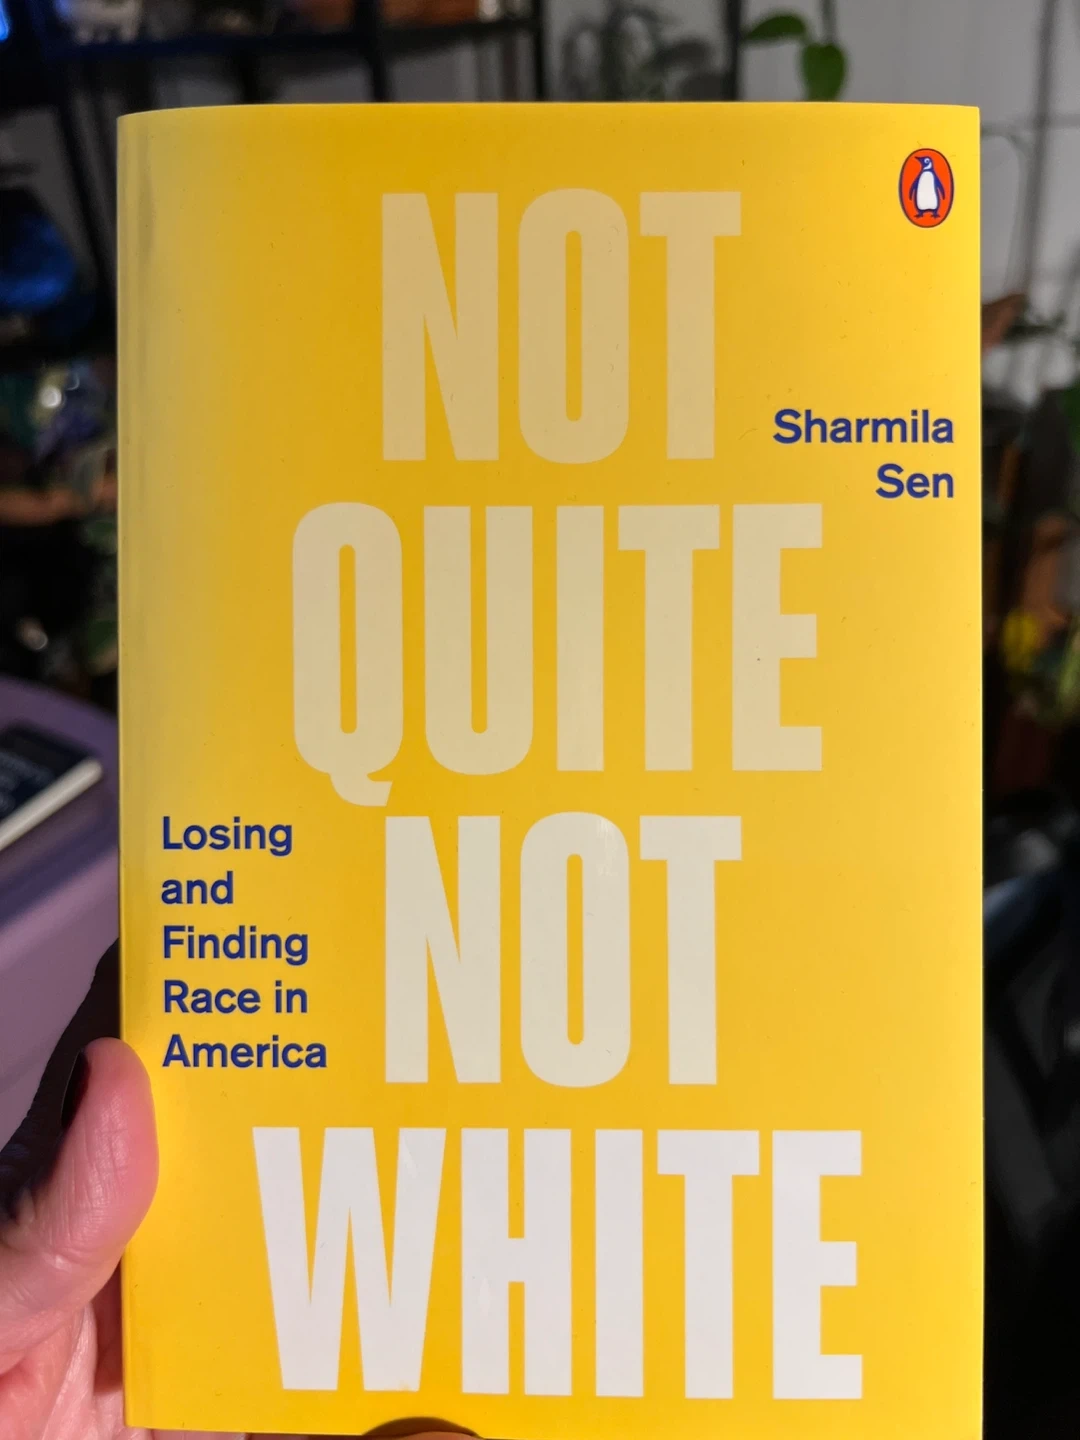 NOT
Sharmila
Sen
QUITE
Losing
and
Finding
Race in
America
NOT
WHITE